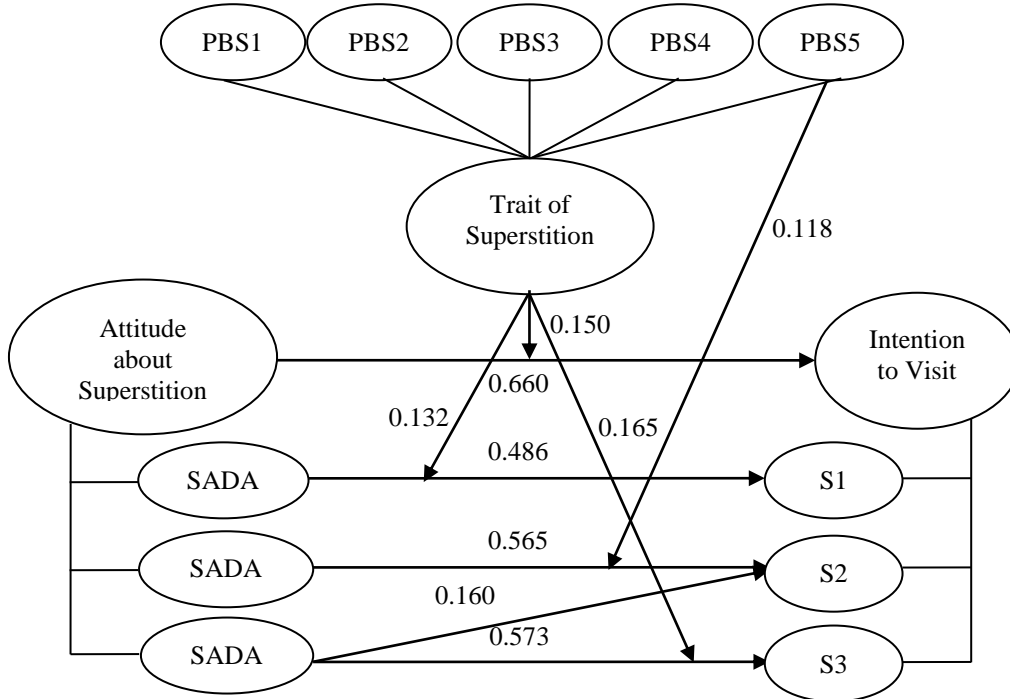 PBS1
PBS2
PBS3
PBS4
PBS5
Trait of
Superstition
0.118
Attitude
about
Superstition
0.150
Intention
to Visit
0.660
0.132
0.165
SADA
0.486
S1
SADA
0.565
S2
0.160
SADA
0.573
S3